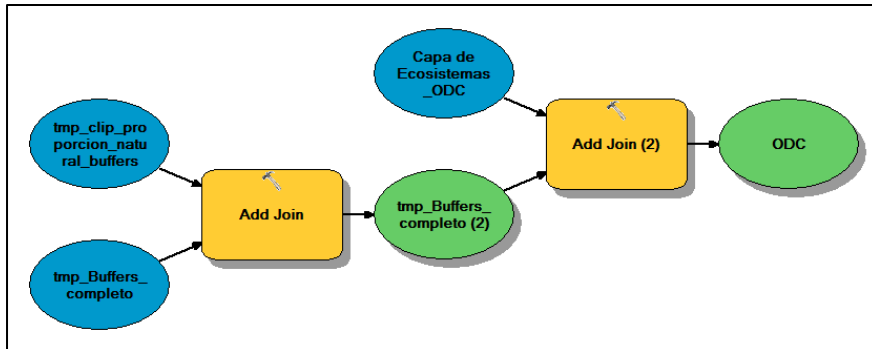 Capa de
Ecosistemas
_ODC
tmp_clip_pro
porcion_natu
ral_buffers
Add Join (2)
ODC
Add Join
tmp_Buffers_
completo (2)
tmp_Buffers_
completo